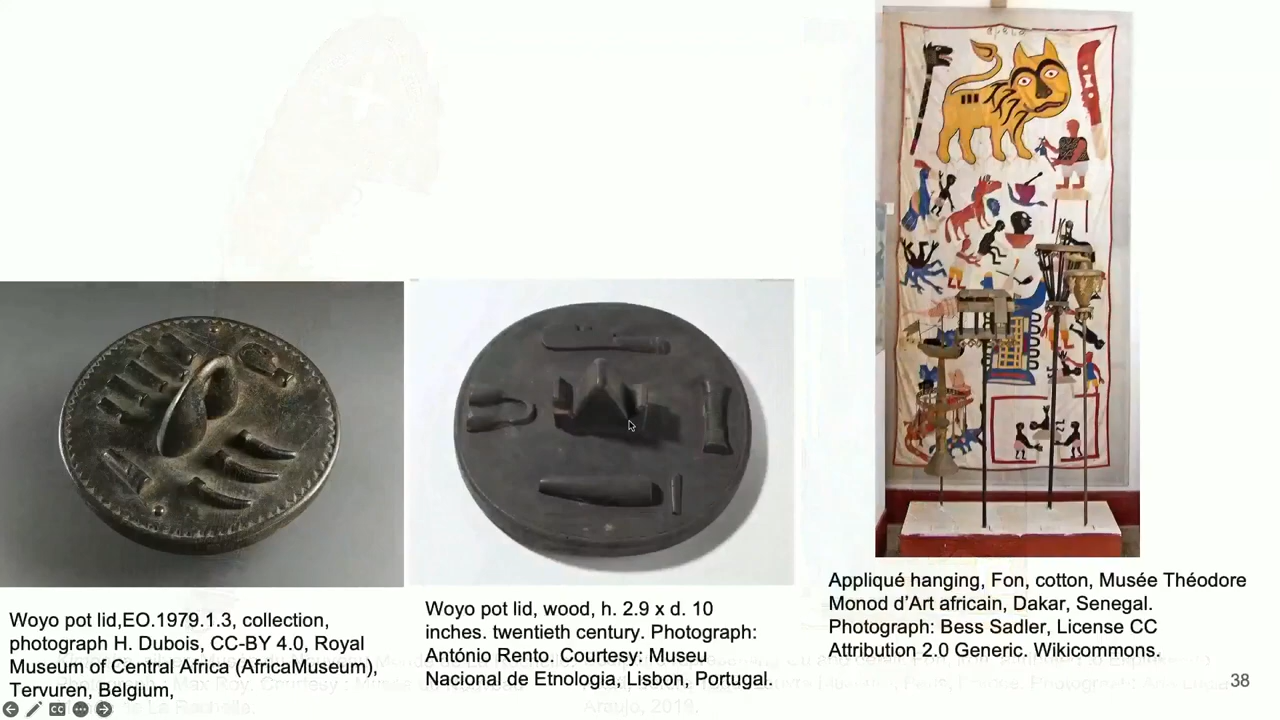 Woyo pot lid,EO.1979.1.3, collection,
photograph H. Dubois, CC-BY 4.0, Royal
Museum of Central Africa (AfricaMuseum),
Tervuren, Belgium,
Woyo pot lid, wood, h. 2.9 x d. 10
inches. twentieth century. Photograph:
António Rento. Courtesy: Museu
Nacional de Etnologia, Lisbon, Portugal.
Appliqué hanging, Fon, cotton, Musée Théodore
Monod d’Art africain, Dakar, Senegal.
Photograph: Bess Sadler, License CC
Attribution 2.0 Generic. Wikicommons.
38